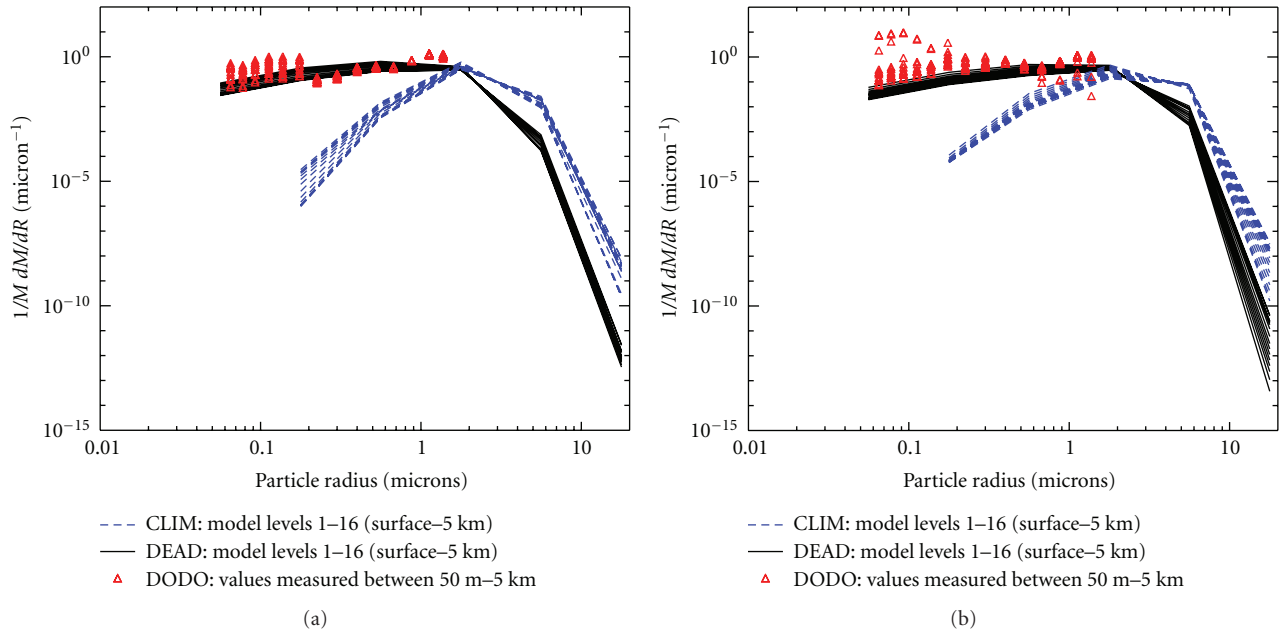 10⁰
10⁻⁵
10⁻¹⁰
10⁻¹⁵
1/M dM/dR (micron⁻¹)
0.01 0.1 1 10
Particle radius (microns)
CLIM: model levels 1–16 (surface–5 km)
DEAD: model levels 1–16 (surface–5 km)
DODO: values measured between 50 m–5 km
(a)
10⁰
10⁻⁵
10⁻¹⁰
10⁻¹⁵
1/M dM/dR (micron⁻¹)
0.01 0.1 1 10
Particle radius (microns)
CLIM: model levels 1–16 (surface–5 km)
DEAD: model levels 1–16 (surface–5 km)
DODO: values measured between 50 m–5 km
(b)